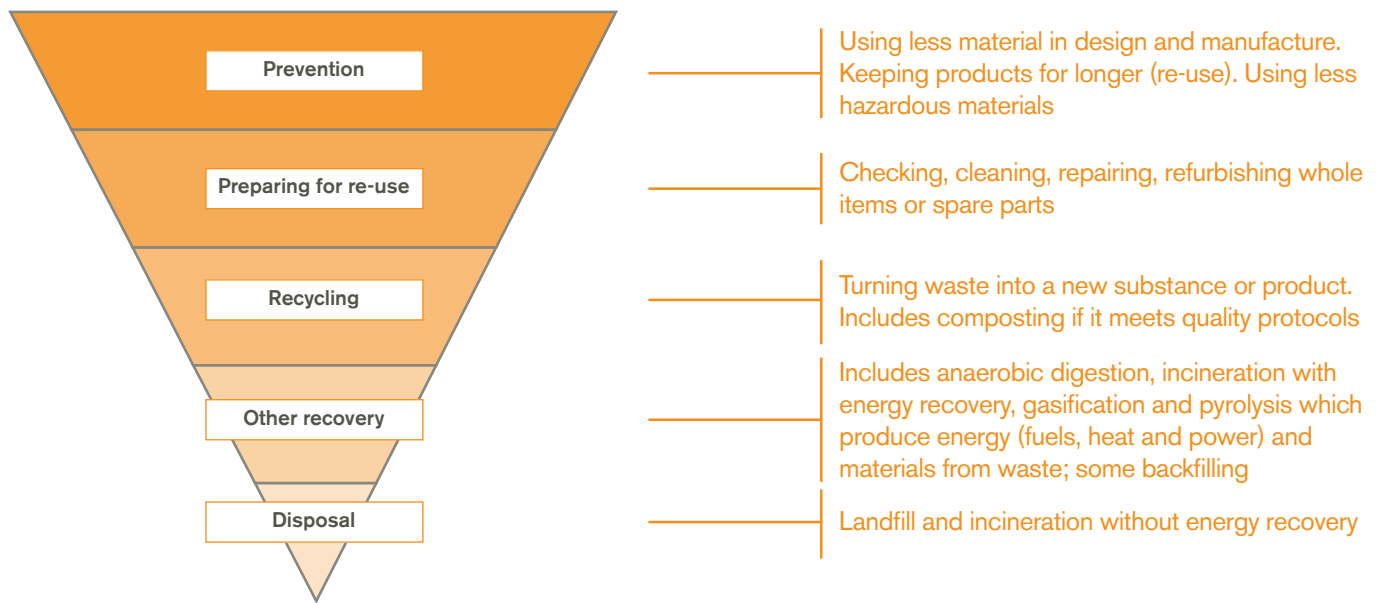 Prevention
Using less material in design and manufacture.
Keeping products for longer (re-use). Using less
hazardous materials
Preparing for re-use
Checking, cleaning, repairing, refurbishing whole
items or spare parts
Recycling
Turning waste into a new substance or product.
Includes composting if it meets quality protocols
Other recovery
Includes anaerobic digestion, incineration with
energy recovery, gasification and pyrolysis which
produce energy (fuels, heat and power) and
materials from waste; some backfilling
Disposal
Landfill and incineration without energy recovery